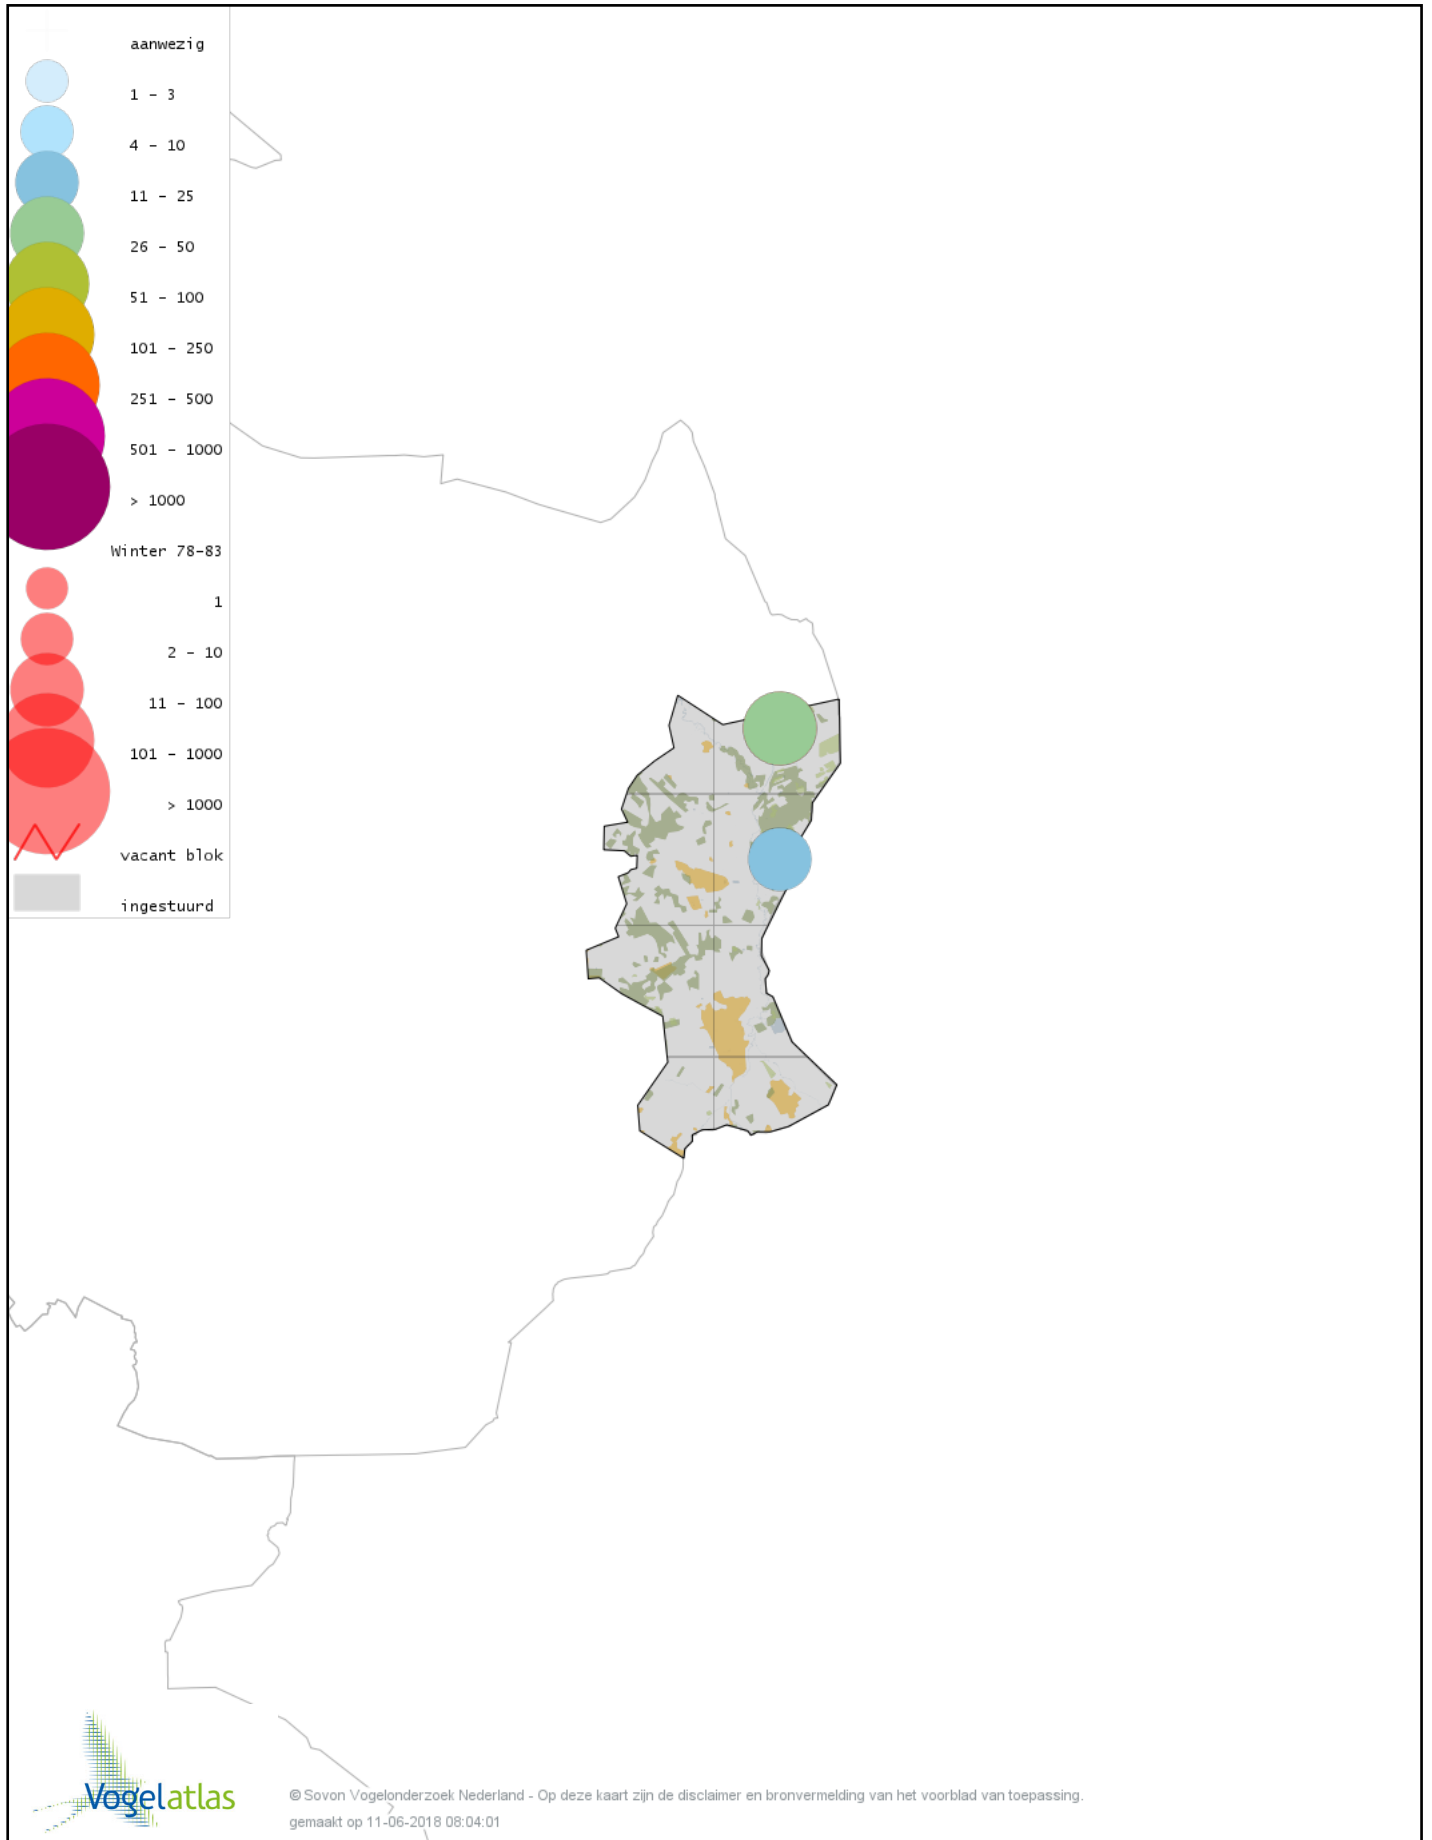 aanwezig
1 - 3
4 - 10
11 - 25
26 - 50
51 - 100
101 - 250
251 - 500
501 - 1000
> 1000
Winter 78-83
1
2 - 10
11 - 100
101 - 1000
> 1000
vacant blok
ingestuurd
Vogelatlas
© Sovon Vogelonderzoek Nederland - Op deze kaart zijn de disclaimer en bronvermelding van het voorblad van toepassing.
gemaakt op 11-06-2018 08:04:01